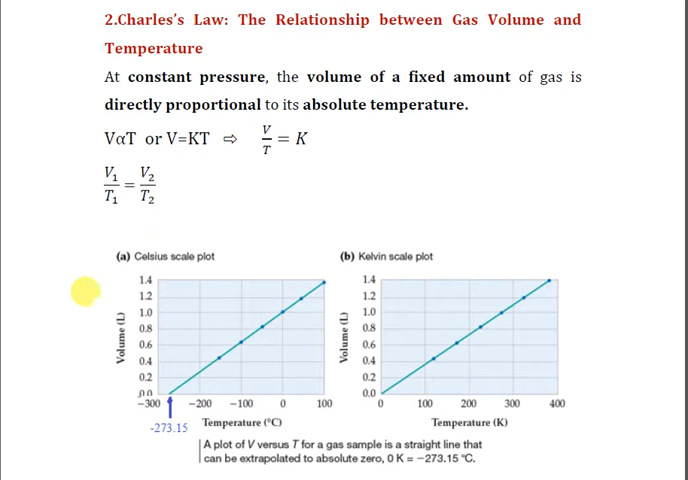 2.Charles's Law: The Relationship between Gas Volume and
Temperature
At constant pressure, the volume of a fixed amount of gas is
directly proportional to its absolute temperature.
VαT or V=KT ⇨ V/T = K
V₁/T₁ = V₂/T₂
(a) Celsius scale plot
1.4
1.2
1.0
0.8
0.6
0.4
0.2
0.0
Volume (L)
−300 −200 −100 0 100
-273.15
Temperature (°C)
(b) Kelvin scale plot
1.4
1.2
1.0
0.8
0.6
0.4
0.2
0.0
Volume (L)
0 100 200 300 400
Temperature (K)
A plot of V versus T for a gas sample is a straight line that
can be extrapolated to absolute zero, 0 K = −273.15 °C.